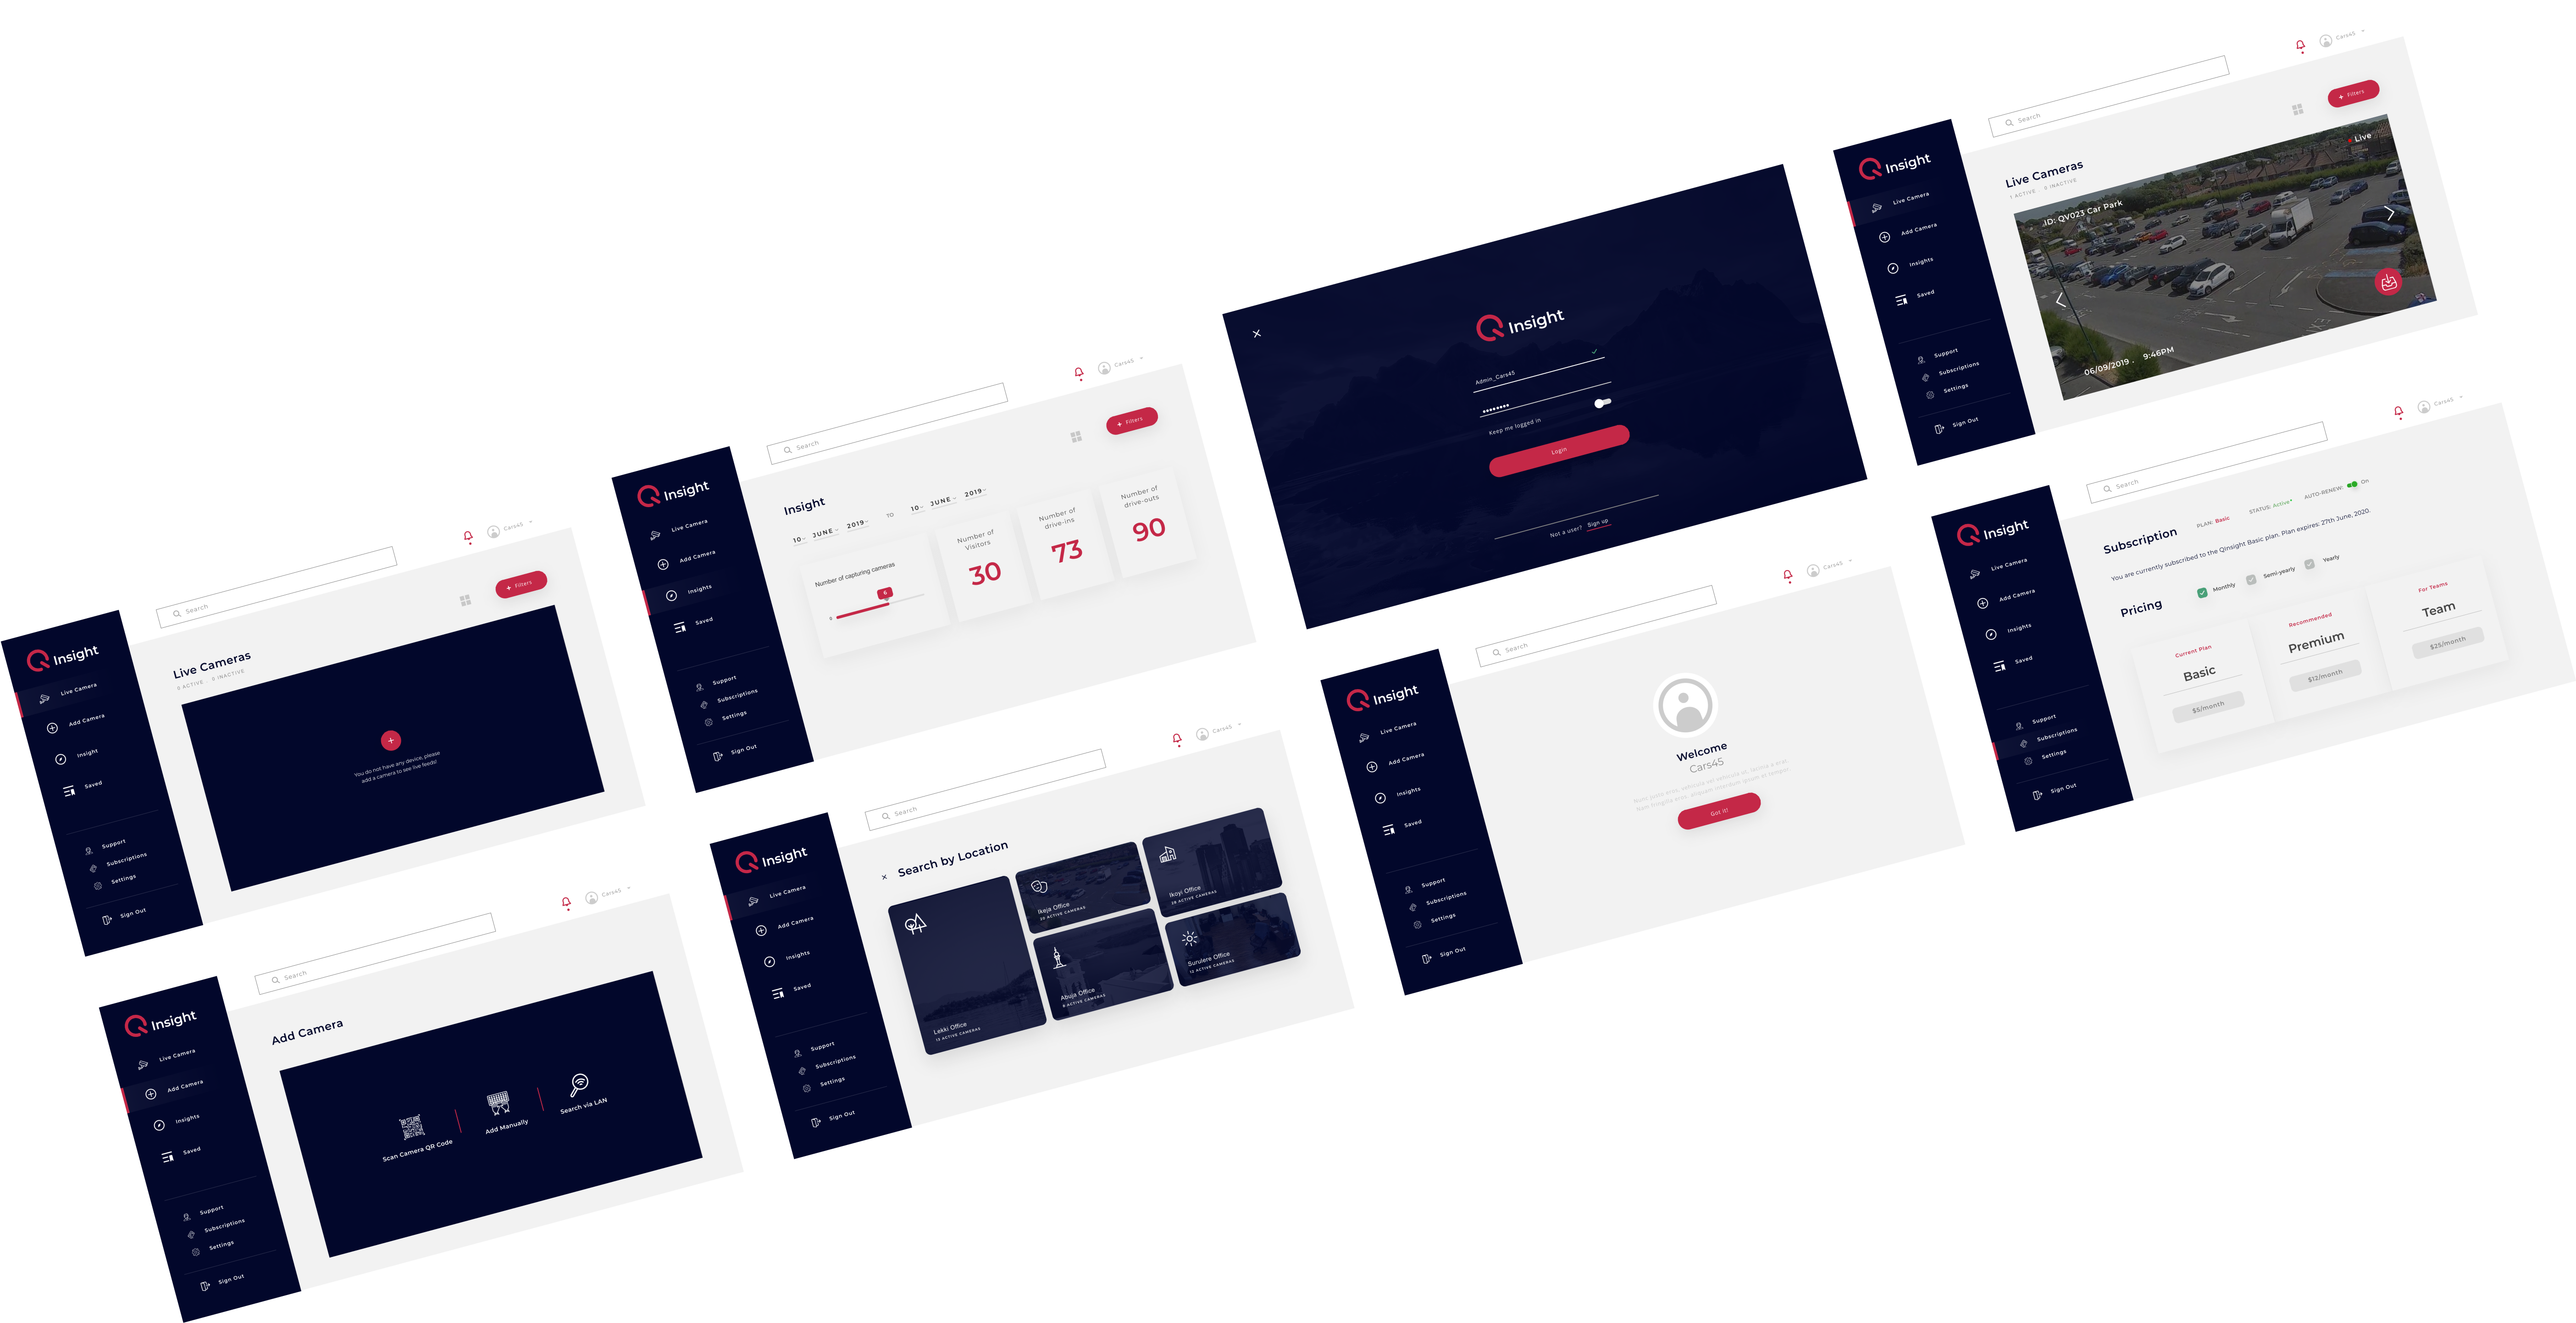 Insight
Live Camera
Add Camera
Insight
Saved
Support
Subscriptions
Settings
Sign Out
Search
Cars45
+ Filters
Live Cameras
0 ACTIVE 0 INACTIVE
You do not have any device, please
add a camera to see live feeds!
Insight
Live Camera
Add Camera
Insights
Saved
Support
Subscriptions
Settings
Sign Out
Search
Cars45
Add Camera
Scan Camera QR Code
Add Manually
Search via LAN
Insight
Live Camera
Add Camera
Insights
Saved
Support
Subscriptions
Settings
Sign Out
Search
Cars45
+ Filters
Insight
10 JUNE 2019 TO 10 JUNE 2019
Number of capturing cameras
0
6
Number of
Visitors
30
Number of
drive-ins
73
Number of
drive-outs
90
Insight
Live Camera
Add Camera
Insights
Saved
Support
Subscriptions
Settings
Sign Out
Search
Cars45
Search by Location
Lekki Office
13 ACTIVE CAMERAS
Ikeja Office
ACTIVE CAMERAS
Abuja Office
ACTIVE CAMERAS
Ikoyi Office
ACTIVE CAMERAS
Surulere Office
12 ACTIVE CAMERAS
Insight
Admin_Cars45
Keep me logged in
Login
Not a user? Sign up
Insight
Live Camera
Add Camera
Insights
Saved
Support
Subscriptions
Settings
Sign Out
Search
Cars45
Welcome
Cars45
Got it!
Insight
Live Camera
Add Camera
Insights
Saved
Support
Subscriptions
Settings
Sign Out
Search
Cars45
+ Filters
Live Cameras
1 ACTIVE 0 INACTIVE
ID: QV023 Car Park
Live
06/09/2019 . 9:46PM
Insight
Live Camera
Add Camera
Insights
Saved
Support
Subscriptions
Settings
Sign Out
Search
Cars45
Subscription
PLAN: Basic
STATUS: Active*
AUTO-RENEW: On
You are currently subscribed to the Qinsight Basic plan. Plan expires: 27th June, 2020.
Pricing
Monthly
Semi-yearly
Yearly
Current Plan
Basic
$5/month
Recommended
Premium
$12/month
For Teams
Team
$25/month